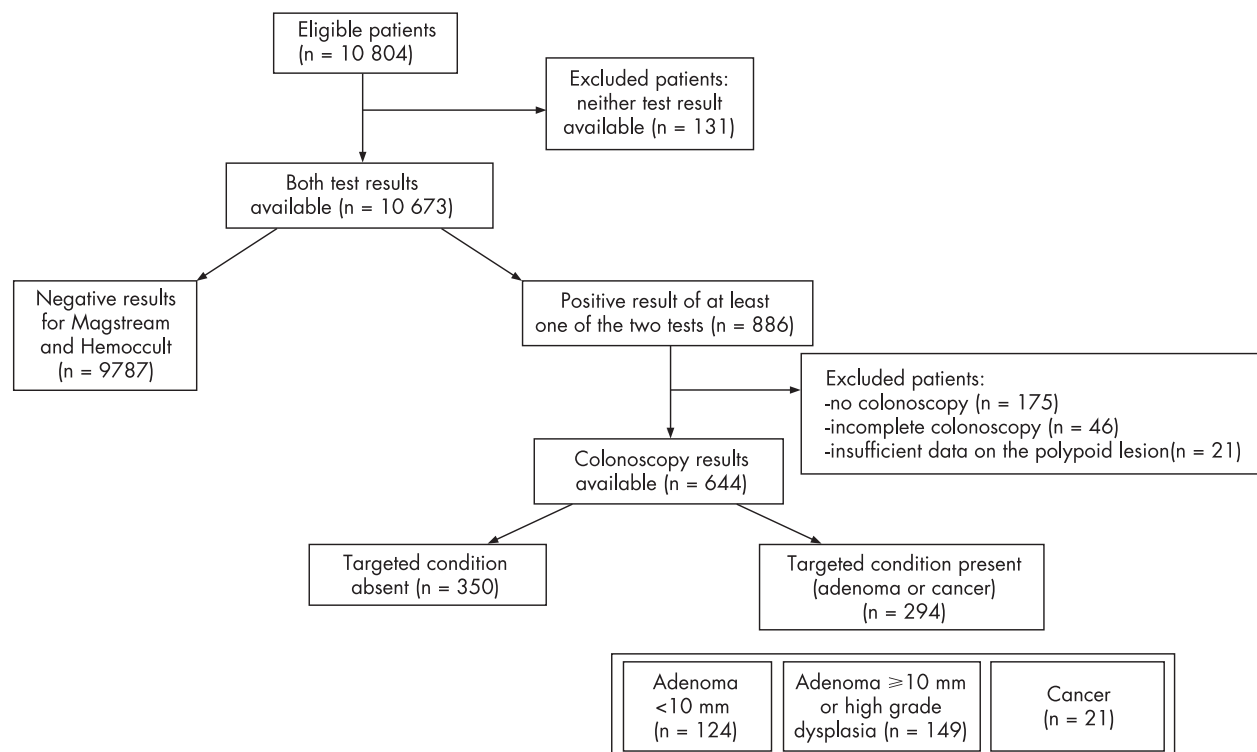 Eligible patients
(n = 10 804)
Excluded patients:
neither test result
available (n = 131)
Both test results
available (n = 10 673)
Negative results
for Magstream
and Hemoccult
(n = 9787)
Positive result of at least
one of the two tests (n = 886)
Excluded patients:
-no colonoscopy (n = 175)
-incomplete colonoscopy (n = 46)
-insufficient data on the polypoid lesion(n = 21)
Colonoscopy results
available (n = 644)
Targeted condition
absent (n = 350)
Targeted condition present
(adenoma or cancer)
(n = 294)
Adenoma
<10 mm
(n = 124)
Adenoma ⩾10 mm
or high grade
dysplasia (n = 149)
Cancer
(n = 21)